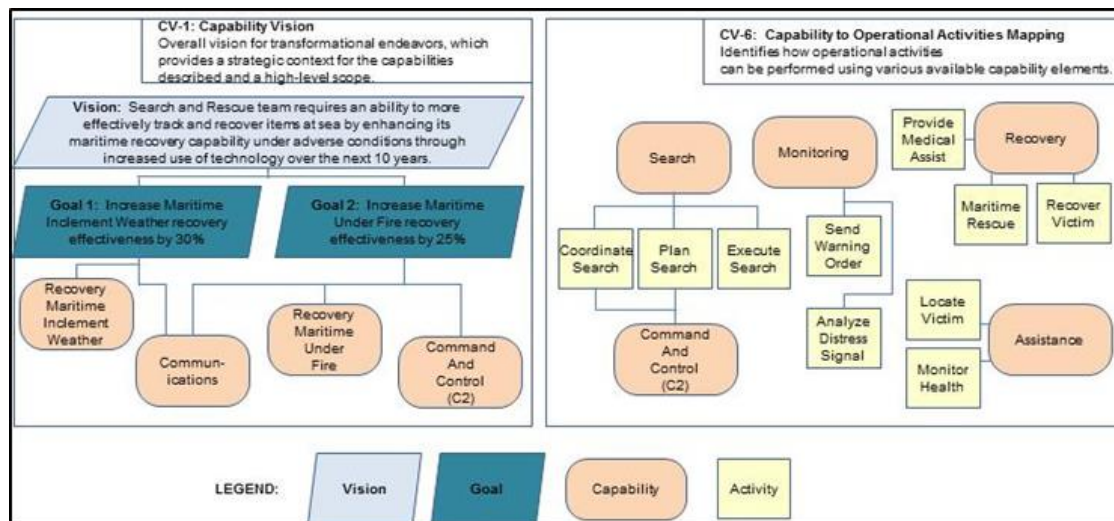 CV-1: Capability Vision
Overall vision for transformational endeavors, which
provides a strategic context for the capabilities
described and a high-level scope.
Vision: Search and Rescue team requires an ability to more
effectively track and recover items at sea by enhancing its
maritime recovery capability under adverse conditions through
increased use of technology over the next 10 years.
Goal 1: Increase Maritime
Inclement Weather recovery
effectiveness by 30%
Goal 2: Increase Maritime
Under Fire recovery
effectiveness by 25%
Recovery
Maritime
Inclement
Weather
Commun-
ications
Recovery
Maritime
Under
Fire
Command
And
Control
(C2)
CV-6: Capability to Operational Activities Mapping
Identifies how operational activities
can be performed using various available capability elements.
Search
Monitoring
Provide
Medical
Assist
Recovery
Coordinate
Search
Plan
Search
Execute
Search
Send
Warning
Order
Maritime
Rescue
Recover
Victim
Command
And
Control
(C2)
Analyze
Distress
Signal
Locate
Victim
Monitor
Health
Assistance
LEGEND:
Vision
Goal
Capability
Activity